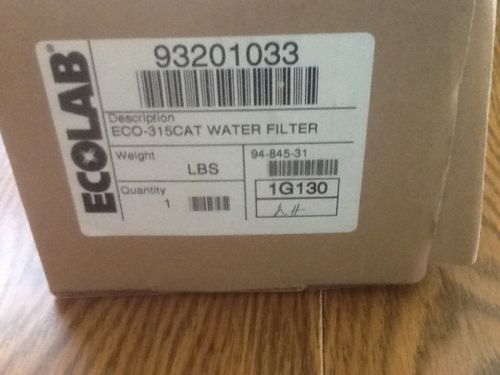 ECOLAB®
93201033
Description
ECO-315CAT WATER FILTER
Weight
LBS
94-845-31
Quantity
1
1G130